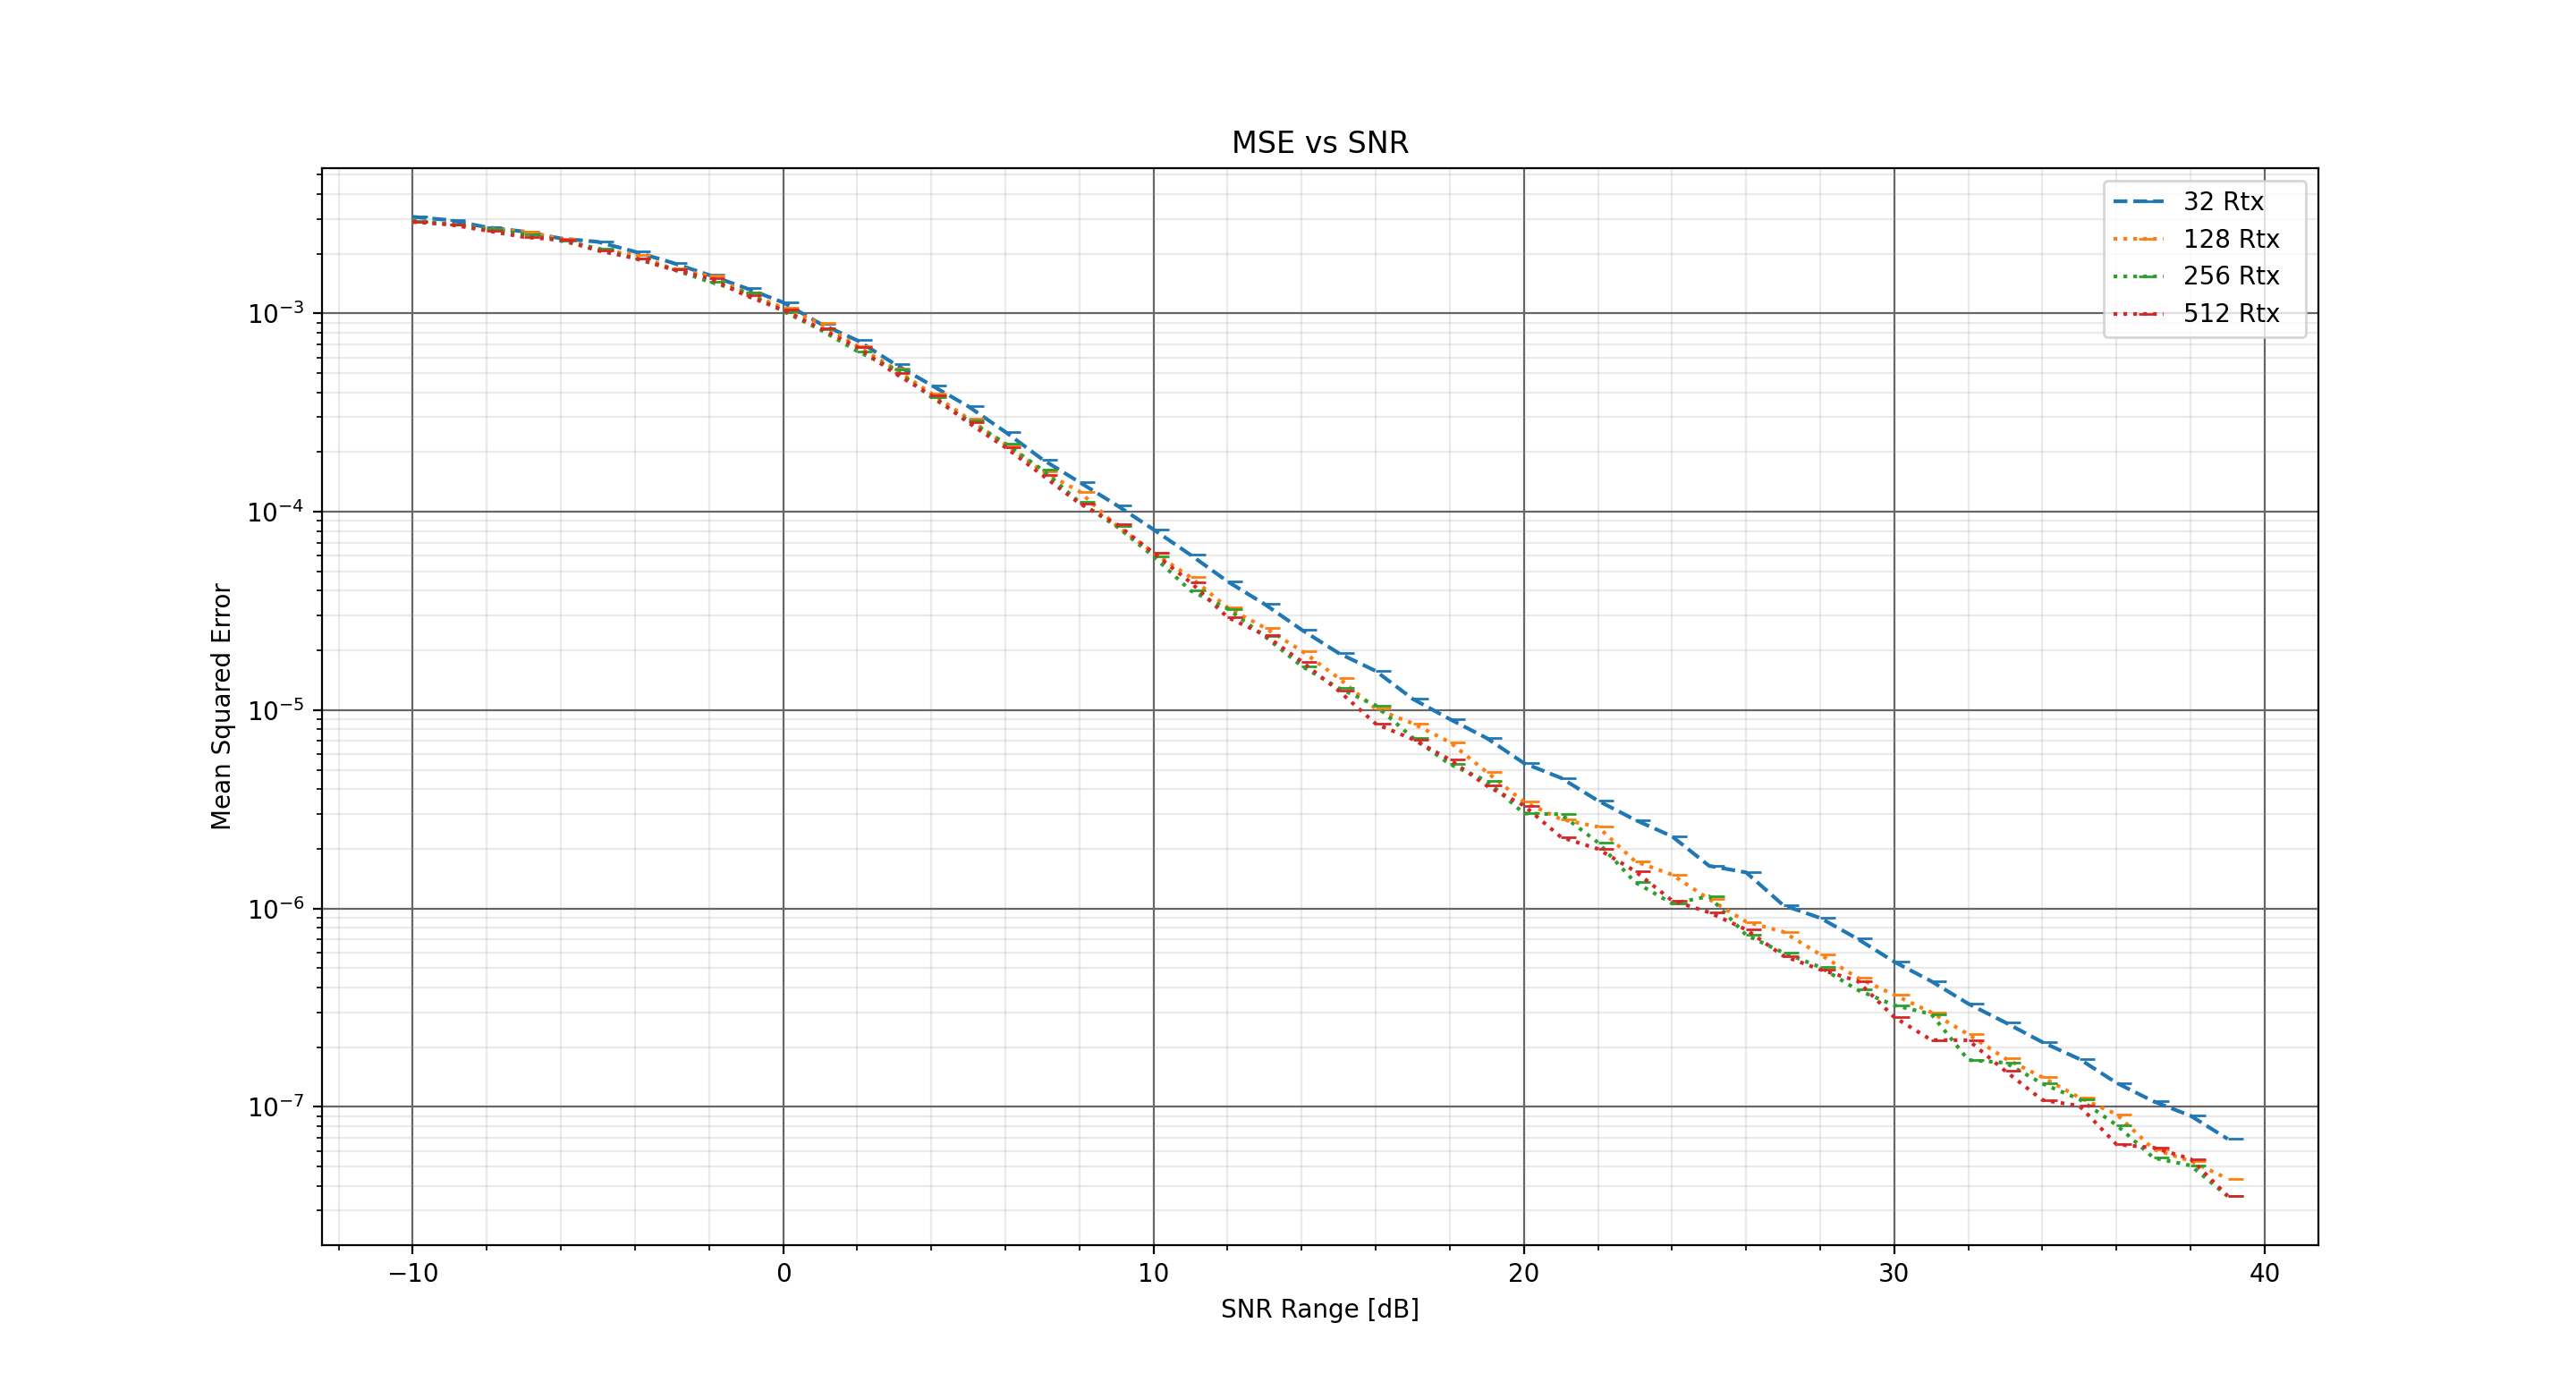 MSE vs SNR
32 Rtx
128 Rtx
256 Rtx
512 Rtx
Mean Squared Error
10⁻³
10⁻⁴
10⁻⁵
10⁻⁶
10⁻⁷
−10 0 10 20 30 40
SNR Range [dB]